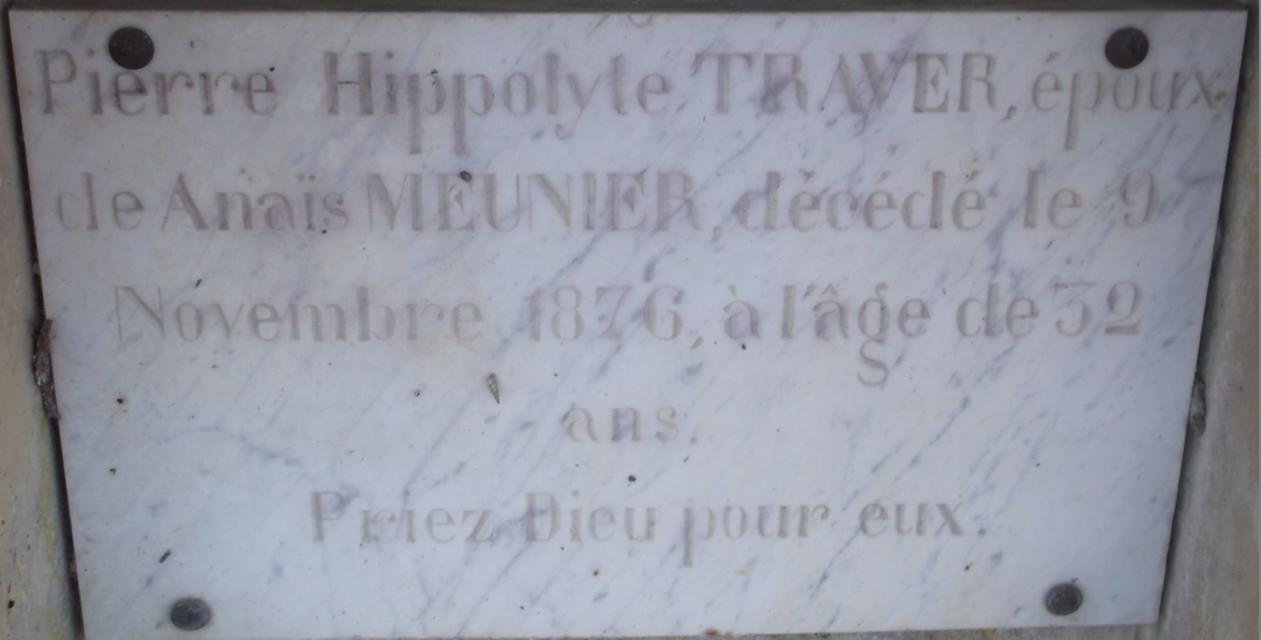 Pierre Hippolyte TRAYER, époux
de Anaïs MEUNIER, décédé le 9
Novembre 1876, à l'âge de 32
ans.
Priez Dieu pour eux.